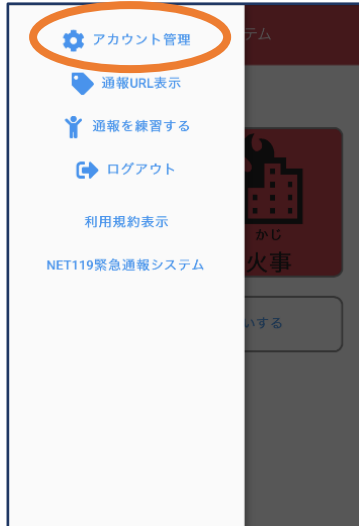 アカウント管理
テム
通報URL表示
通報を練習する
ログアウト
利用規約表示
かじ
火事
NET119緊急通報システム
いする